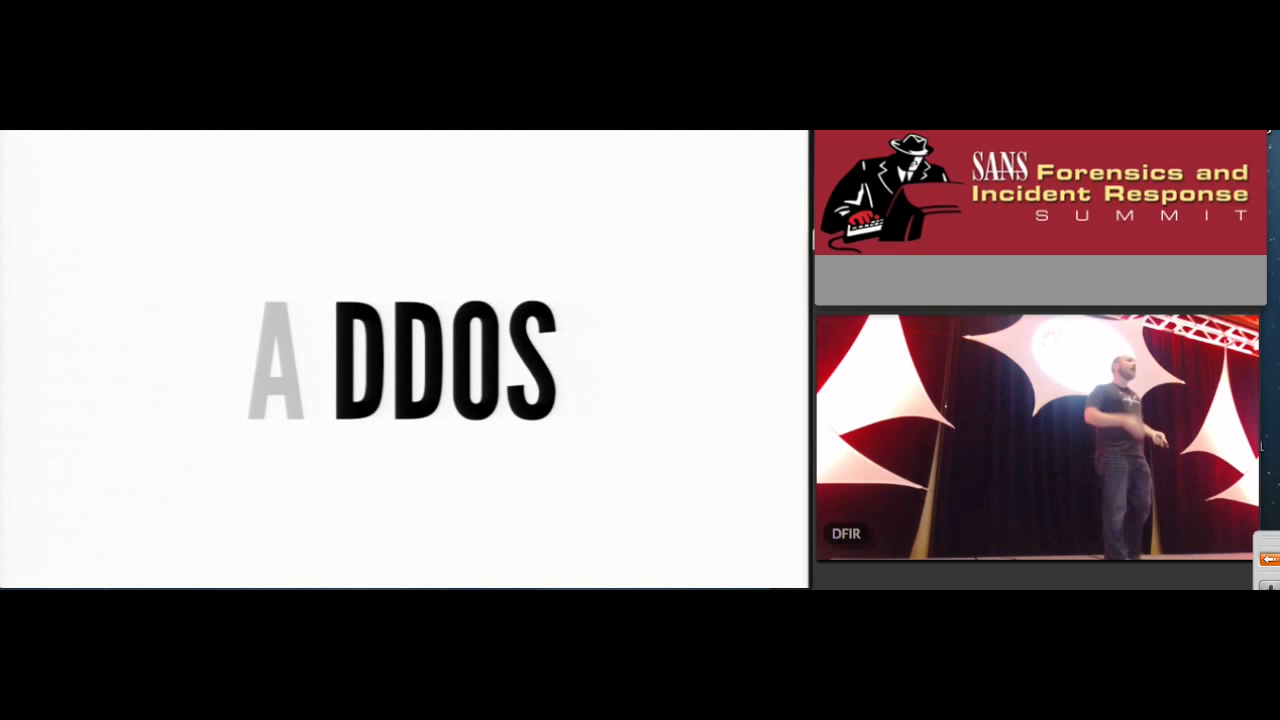 A DDOS
SANS Forensics and
Incident Response
SUMMIT
DFIR